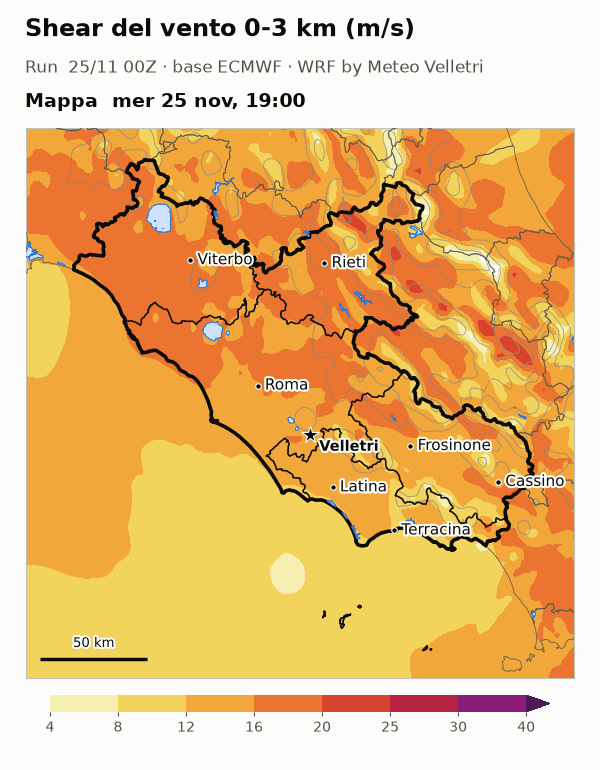 Shear del vento 0-3 km (m/s)
Run  25/11 00Z · base ECMWF · WRF by Meteo Velletri
Mappa  mer 25 nov, 19:00
Viterbo
Rieti
Roma
Velletri
Frosinone
Cassino
Latina
Terracina
50 km
4 8 12 16 20 25 30 40